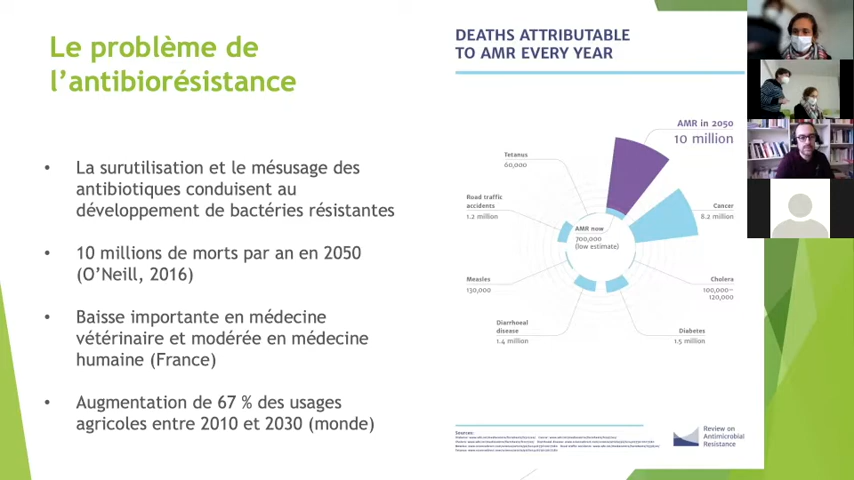 Le problème de
l'antibiorésistance
• La surutilisation et le mésusage des
antibiotiques conduisent au
développement de bactéries résistantes
• 10 millions de morts par an en 2050
(O'Neill, 2016)
• Baisse importante en médecine
vétérinaire et modérée en médecine
humaine (France)
• Augmentation de 67 % des usages
agricoles entre 2010 et 2030 (monde)
DEATHS ATTRIBUTABLE
TO AMR EVERY YEAR
AMR in 2050
10 million
Tetanus
60,000
Road traffic
accidents
1.2 million
Cancer
8.2 million
AMR now
700,000
(low estimate)
Measles
130,000
Cholera
100,000–
120,000
Diarrhoeal
disease
1.4 million
Diabetes
1.5 million
Sources:
Review on
Antimicrobial
Resistance